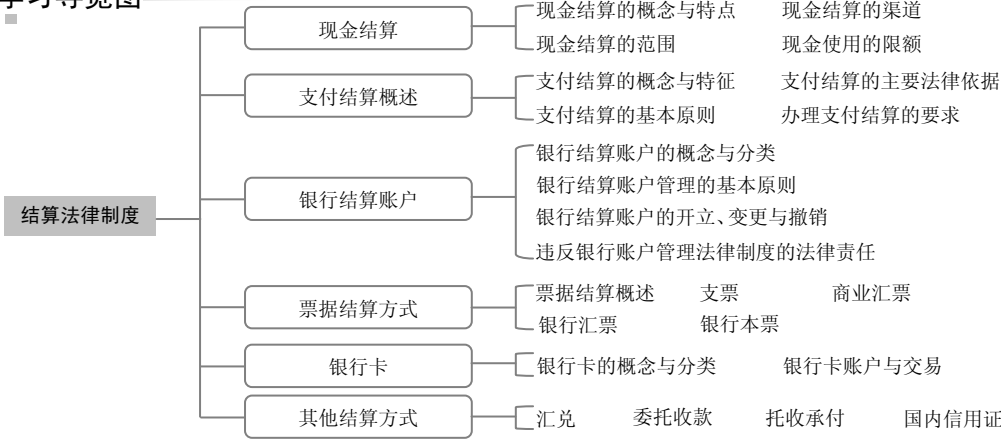 学习导览图
现金结算的概念与特点 现金结算的渠道
现金结算
现金结算的范围 现金使用的限额
支付结算的概念与特征 支付结算的主要法律依据
支付结算概述
支付结算的基本原则 办理支付结算的要求
银行结算账户的概念与分类
银行结算账户管理的基本原则
银行结算账户
银行结算账户的开立、变更与撤销
违反银行账户管理法律制度的法律责任
结算法律制度
票据结算概述 支票 商业汇票
票据结算方式
银行汇票 银行本票
银行卡
银行卡的概念与分类 银行卡账户与交易
其他结算方式
汇兑 委托收款 托收承付 国内信用证